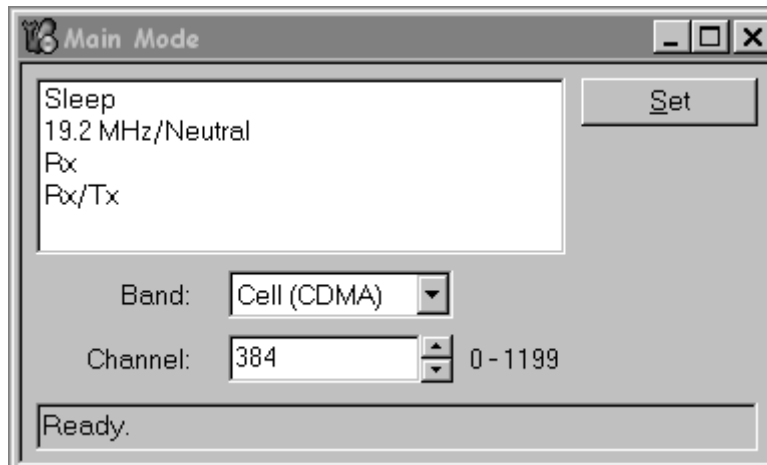 Main Mode
Sleep
Set
19.2 MHz/Neutral
Rx
Rx/Tx
Band: Cell (CDMA)
Channel: 384 0 - 1199
Ready.